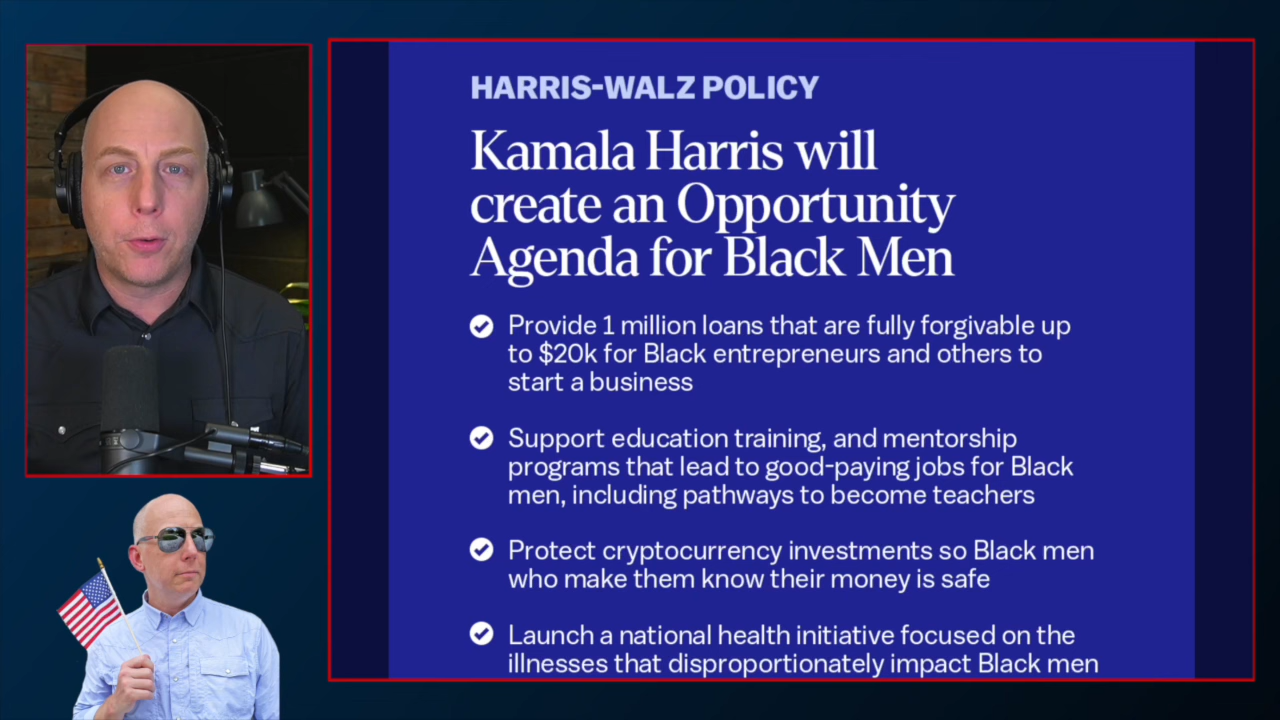 HARRIS-WALZ POLICY
Kamala Harris will
create an Opportunity
Agenda for Black Men
Provide 1 million loans that are fully forgivable up
to $20k for Black entrepreneurs and others to
start a business
Support education training, and mentorship
programs that lead to good-paying jobs for Black
men, including pathways to become teachers
Protect cryptocurrency investments so Black men
who make them know their money is safe
Launch a national health initiative focused on the
illnesses that disproportionately impact Black men